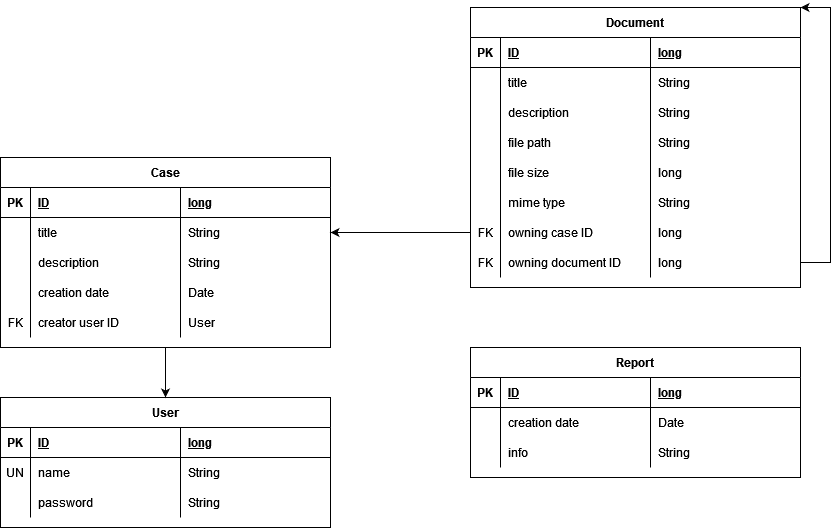 Document
PK ID long
title String
description String
file path String
file size long
mime type String
FK owning case ID long
FK owning document ID long
Case
PK ID long
title String
description String
creation date Date
FK creator user ID User
Report
PK ID long
creation date Date
info String
User
PK ID long
UN name String
password String